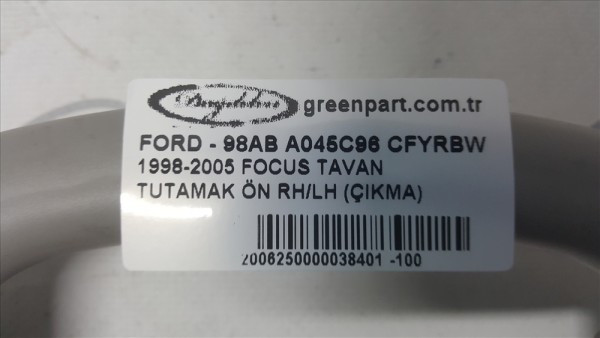 greenpart.com.tr
FORD - 98AB A045C96 CFYRBW
1998-2005 FOCUS TAVAN
TUTAMAK ÖN RH/LH (ÇIKMA)
2006250000038401 -100